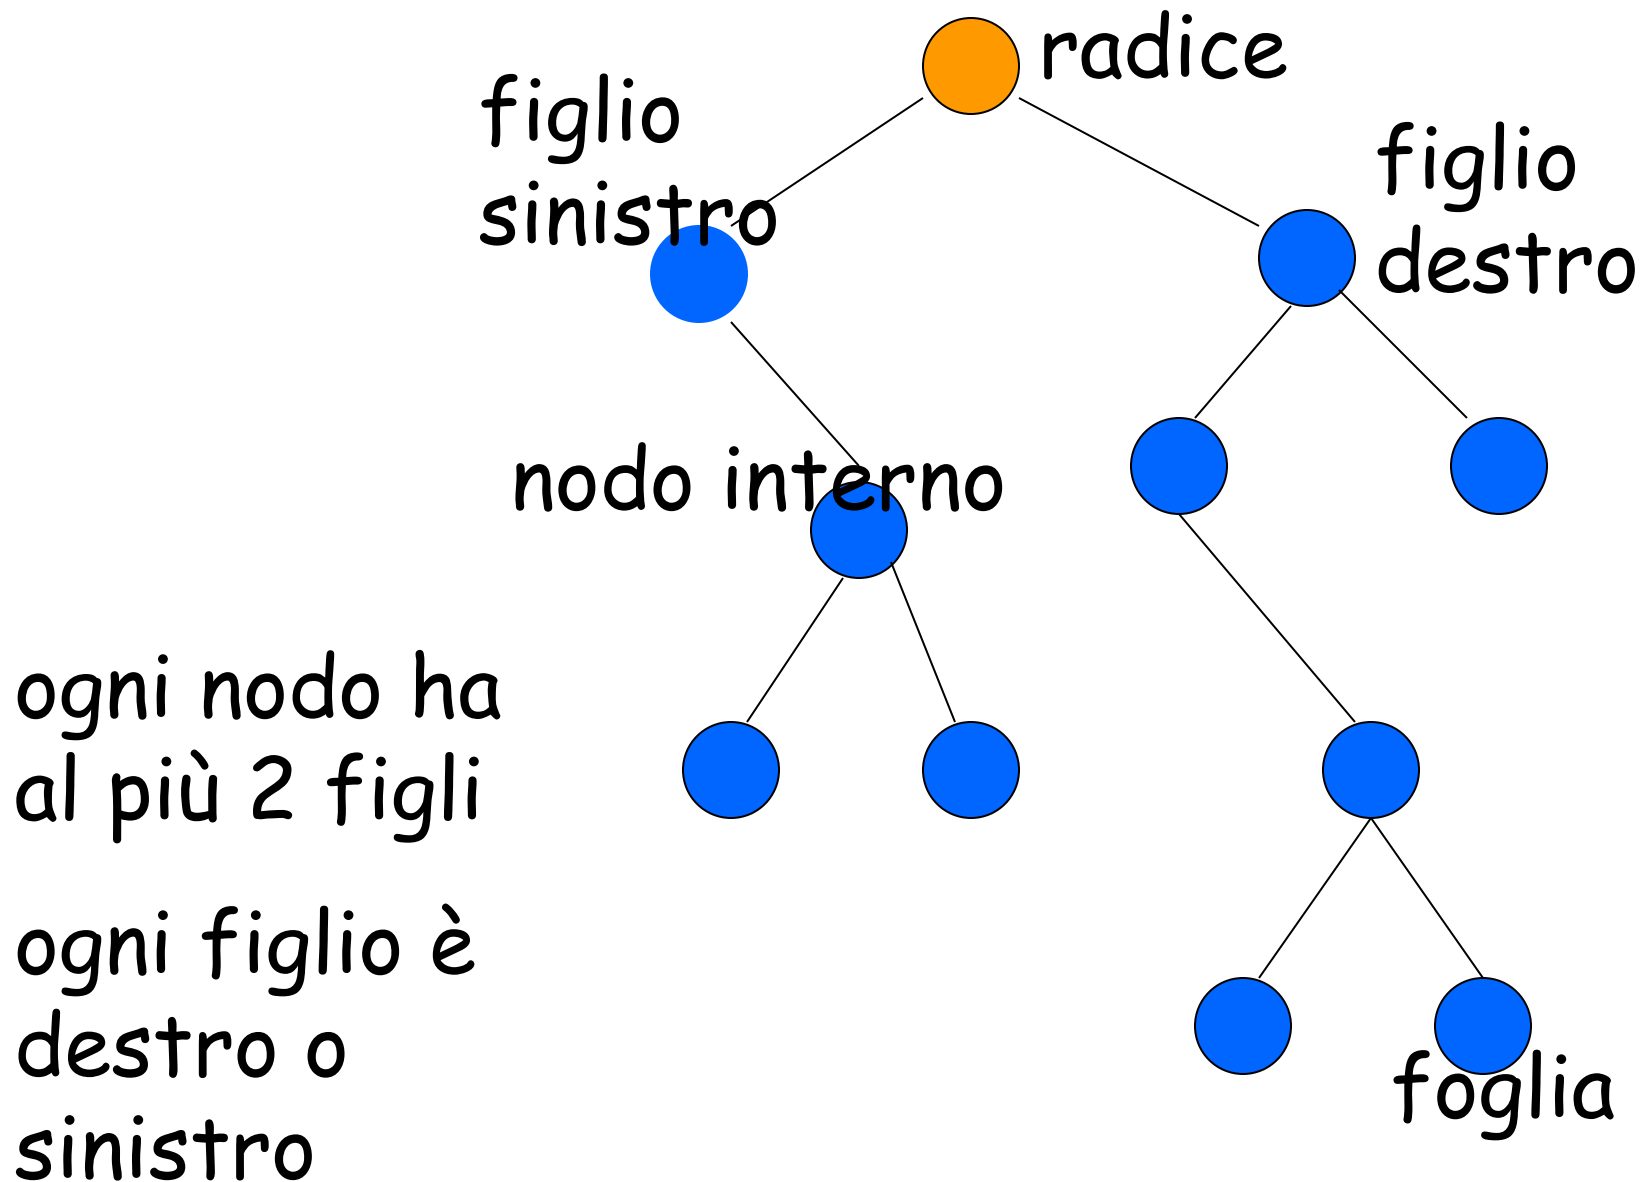 radice
figlio
sinistro
figlio
destro
nodo interno
ogni nodo ha
al più 2 figli
ogni figlio è
destro o
sinistro
foglia